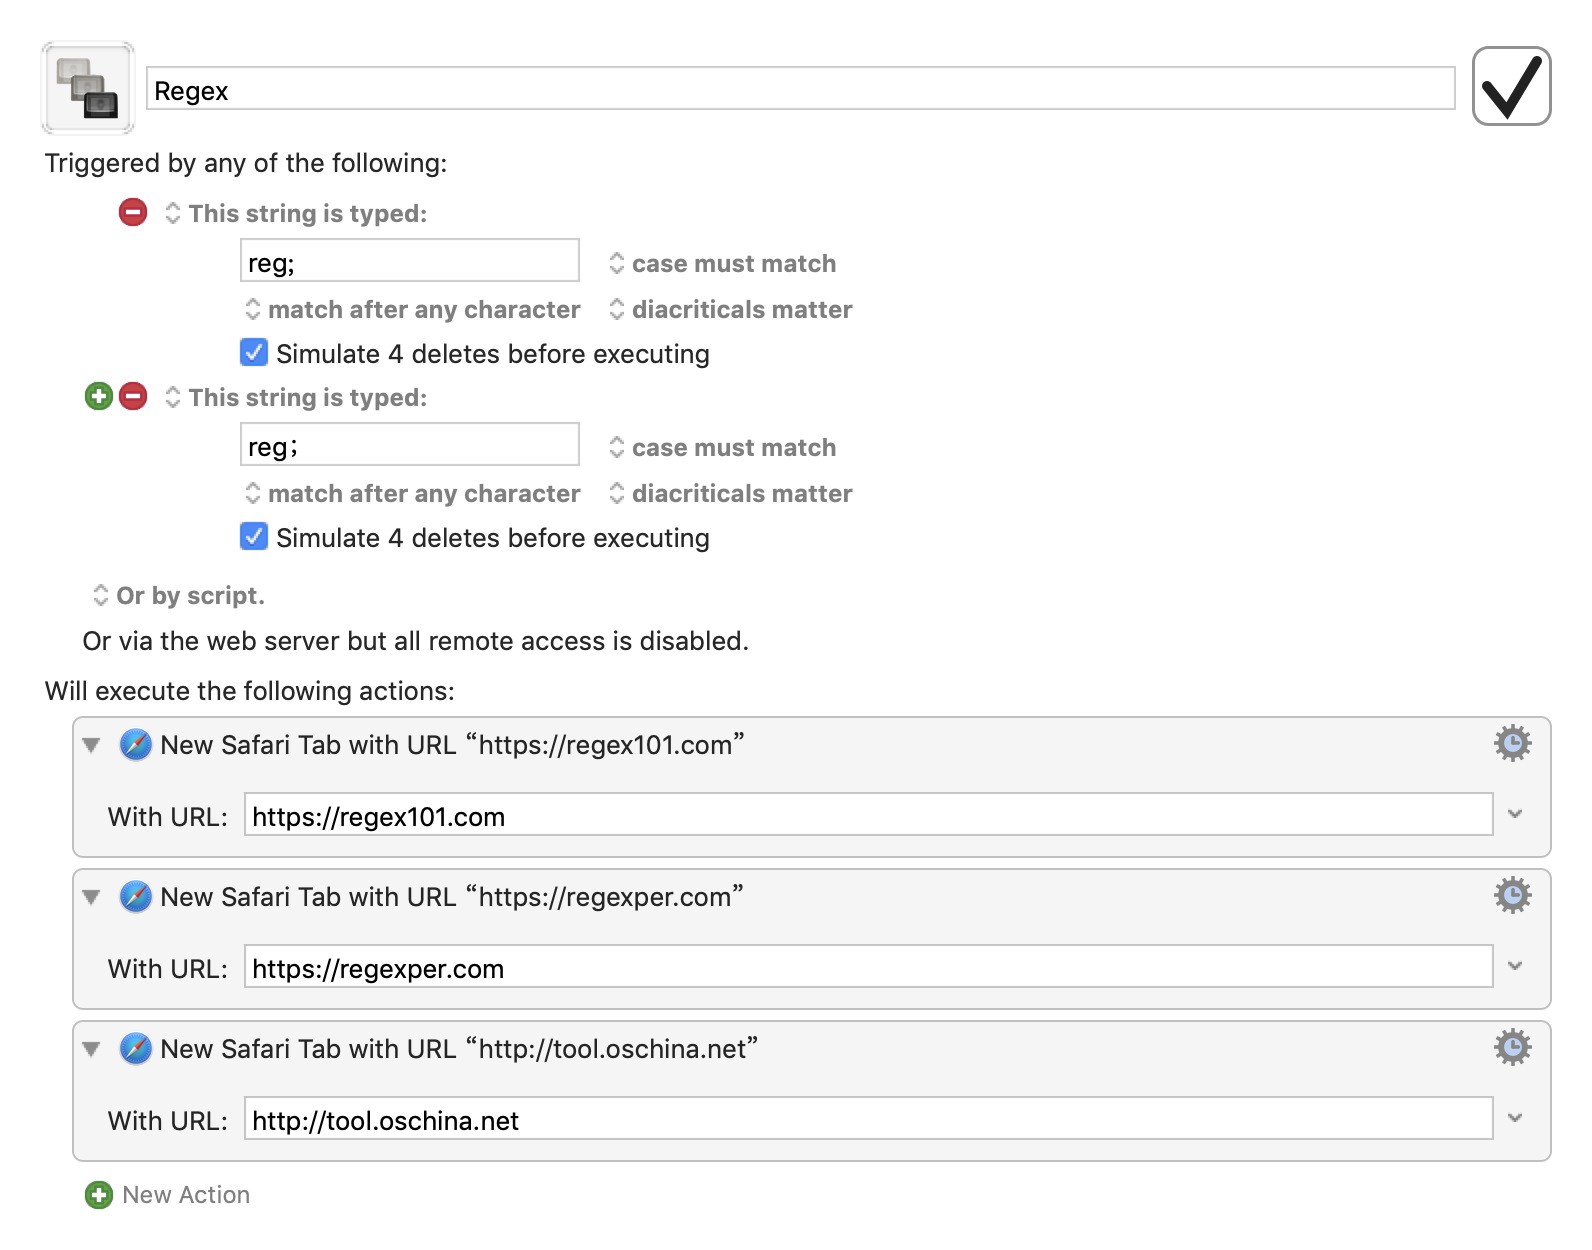 Regex
Triggered by any of the following:
This string is typed:
reg;
case must match
match after any character
diacriticals matter
Simulate 4 deletes before executing
This string is typed:
reg；
case must match
match after any character
diacriticals matter
Simulate 4 deletes before executing
Or by script.
Or via the web server but all remote access is disabled.
Will execute the following actions:
New Safari Tab with URL “https://regex101.com”
With URL: https://regex101.com
New Safari Tab with URL “https://regexper.com”
With URL: https://regexper.com
New Safari Tab with URL “http://tool.oschina.net”
With URL: http://tool.oschina.net
New Action